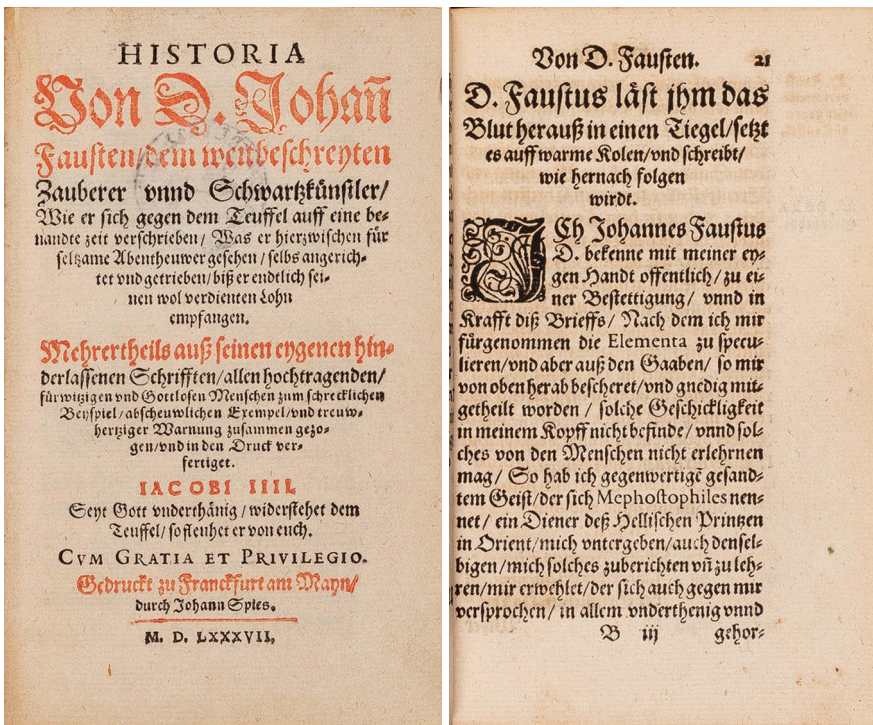 HISTORIA
Von D. Johañ
Fausten/dem weitbeschreyten
Zauberer vnnd Schwartzkünstler/
Wie er sich gegen dem Teuffel auff eine be-
nandte zeit verschrieben/ Was er hierzwischen für
seltzame Abentheuwer gesehen/ selbs angerich-
tet vnd getrieben/ biß er endtlich sei-
nen wol verdienten Lohn
empfangen.
Mehrertheils auß seinen eygenen hin-
derlassenen Schrifften/allen hochtragenden/
fürwitzigen vnd Gottlosen Menschen zum schrecklichen
Beyspiel/abscheuwlichen Exempel/vnd treuw-
hertziger Warnung zusammen gezo-
gen/vnd in den Druck ver-
fertiget.
IACOBI IIII.
Seyt Gott vnderthänig/ widerstehet dem
Teuffel/ so fleuhet er von euch.
CVM GRATIA ET PRIVILEGIO.
Gedruckt zu Franckfurt am Mayn/
durch Johann Spies.
M. D. LXXXVII.
Von D. Fausten. 21
D. Faustus läst jhm das
Blut herauß in einen Tiegel/setzt
es auff warme Kolen/vnd schreibt/
wie hernach folgen
wirdt.
ICh Johannes Faustus
D. bekenne mit meiner ey-
gen Handt offentlich/ zu ei-
ner Bestettigung/ vnnd in
Krafft diß Brieffs/ Nach dem ich mir
fürgenommen die Elementa zu specu-
lieren/vnd aber auß den Gaaben/ so mir
von oben herab bescheret/vnd gnedig mit-
getheilt worden/ solche Geschickligkeit
in meinem Kopff nicht befinde/ vnnd sol-
ches von den Menschen nicht erlehrnen
mag/ So hab ich gegenwertigẽ gesand-
tem Geist/der sich Mephostophiles nen-
net/ ein Diener deß Hellischen Printzen
in Orient/mich vntergeben/auch densel-
bigen/mich solches zuberichten vñ zu leh-
ren/mir erwehlet/der sich auch gegen mir
versprochen/ in allem vnderthenig vnnd
B iij gehor-